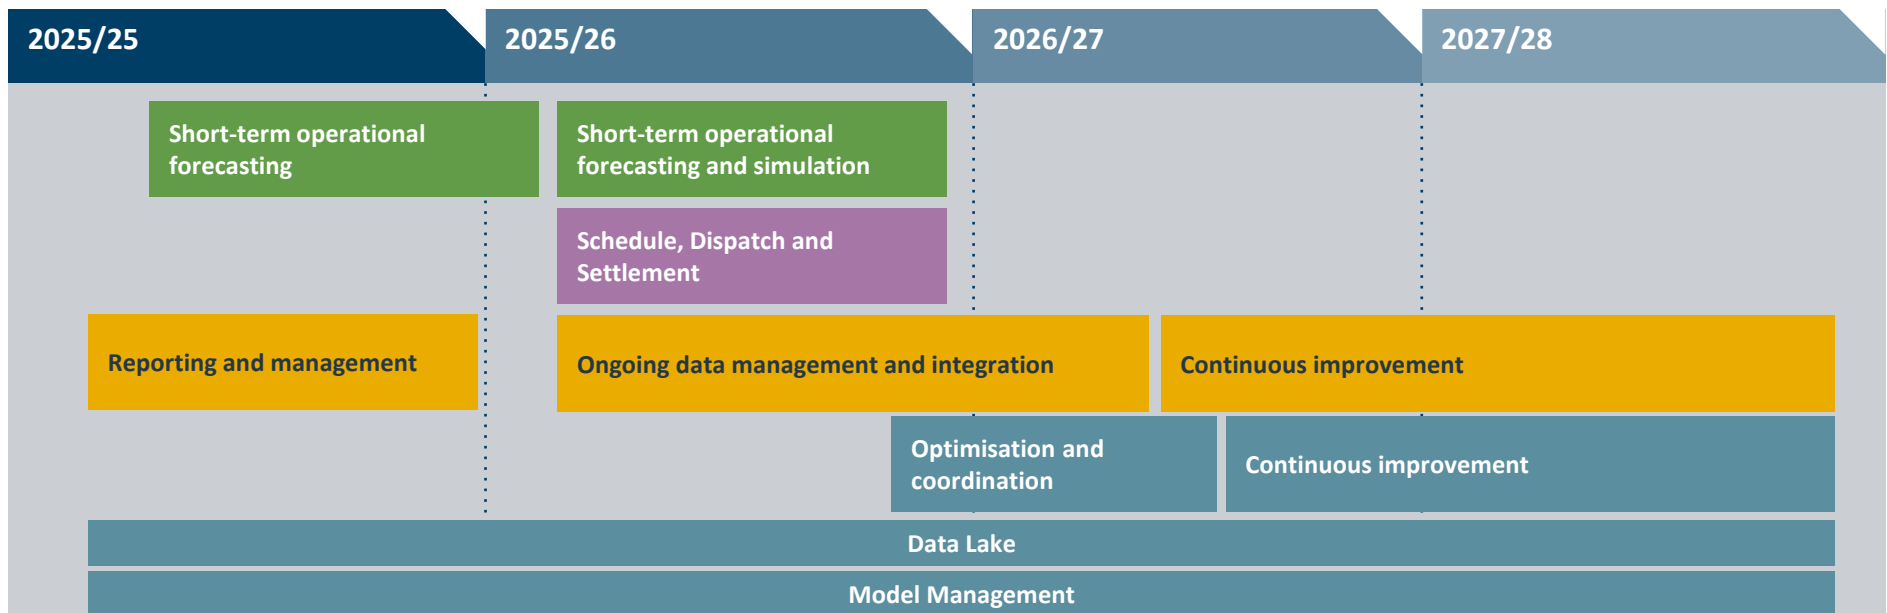 2025/25
2025/26
2026/27
2027/28
Short-term operational
forecasting
Short-term operational
forecasting and simulation
Schedule, Dispatch and
Settlement
Reporting and management
Ongoing data management and integration
Continuous improvement
Optimisation and
coordination
Continuous improvement
Data Lake
Model Management